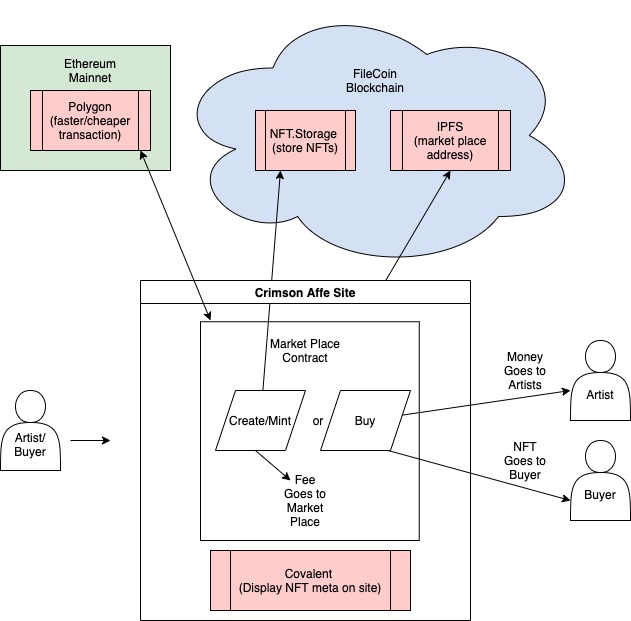 Ethereum
Mainnet
Polygon
(faster/cheaper
transaction)
FileCoin
Blockchain
NFT.Storage
(store NFTs)
IPFS
(market place
address)
Crimson Affe Site
Market Place
Contract
Create/Mint
or
Buy
Fee
Goes to
Market
Place
Covalent
(Display NFT meta on site)
Artist/
Buyer
Money
Goes to
Artists
Artist
NFT
Goes to
Buyer
Buyer